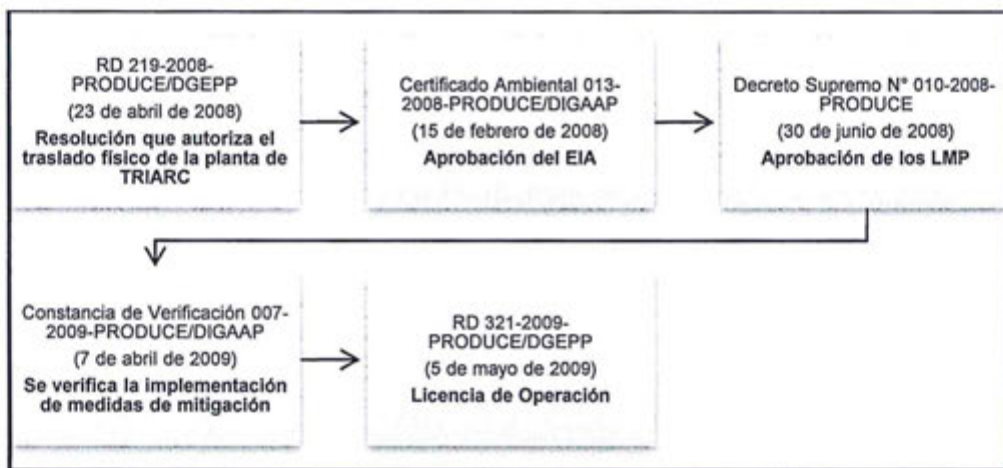 RD 219-2008-
PRODUCE/DGEPP
(23 de abril de 2008)
Resolución que autoriza el
traslado físico de la planta de
TRIARC
Certificado Ambiental 013-
2008-PRODUCE/DIGAAP
(15 de febrero de 2008)
Aprobación del EIA
Decreto Supremo N° 010-2008-
PRODUCE
(30 de junio de 2008)
Aprobación de los LMP
Constancia de Verificación 007-
2009-PRODUCE/DIGAAP
(7 de abril de 2009)
Se verifica la implementación
de medidas de mitigación
RD 321-2009-
PRODUCE/DGEPP
(5 de mayo de 2009)
Licencia de Operación